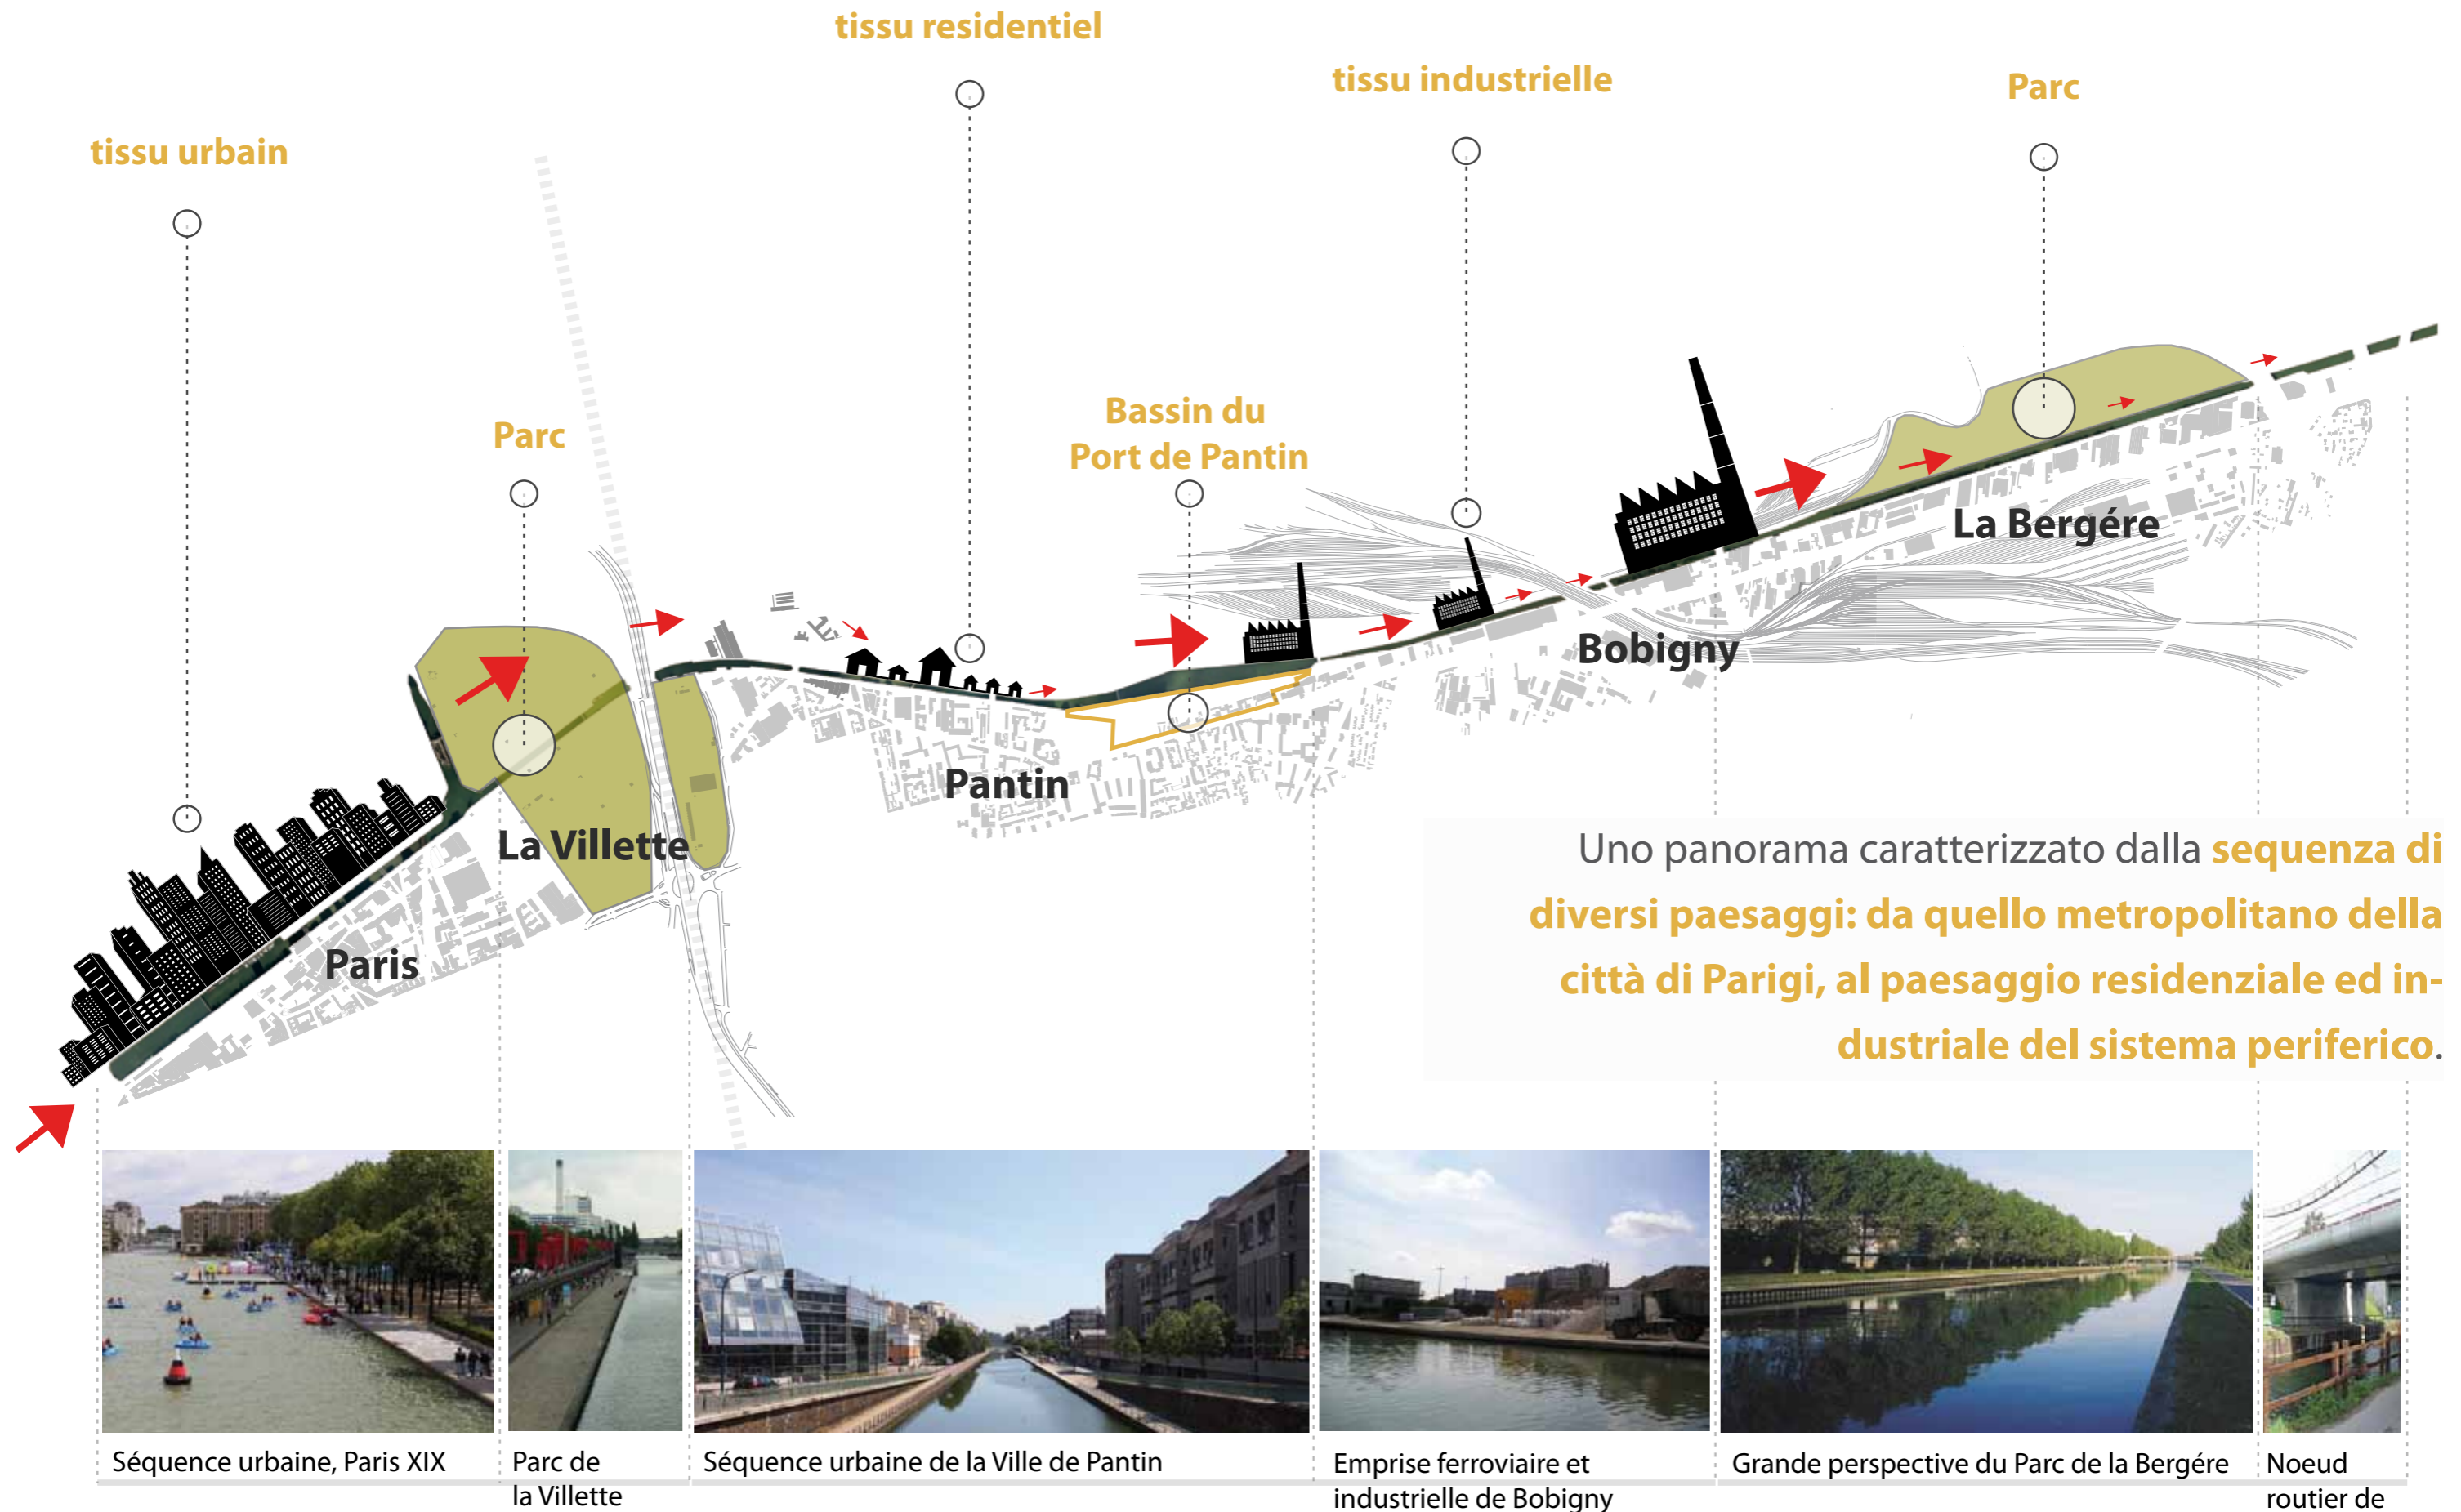 tissu residentiel
tissu industrielle
Parc
tissu urbain
Parc
Bassin du
Port de Pantin
La Bergére
Bobigny
Pantin
La Villette
Paris
Uno panorama caratterizzato dalla sequenza di
diversi paesaggi: da quello metropolitano della
città di Parigi, al paesaggio residenziale ed in-
dustriale del sistema periferico.
Séquence urbaine, Paris XIX
Parc de
la Villette
Séquence urbaine de la Ville de Pantin
Emprise ferroviaire et
industrielle de Bobigny
Grande perspective du Parc de la Bergére
Noeud
routier de